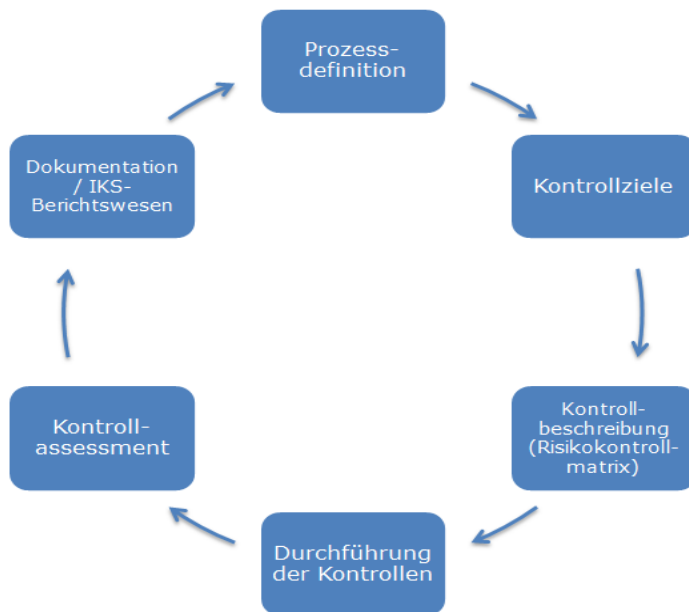 Prozess-
definition
Kontrollziele
Kontroll-
beschreibung
(Risikokontroll-
matrix)
Durchführung
der Kontrollen
Kontroll-
assessment
Dokumentation
/ IKS-
Berichtswesen